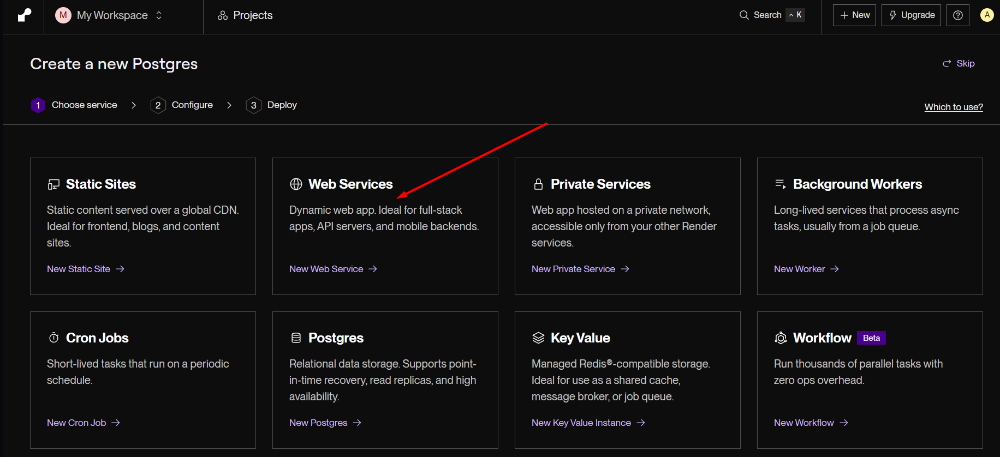 M My Workspace
Projects
Search ^ K
+ New
Upgrade
?
A
Create a new Postgres
Skip
1 Choose service > 2 Configure > 3 Deploy
Which to use?
Static Sites
Static content served over a global CDN.
Ideal for frontend, blogs, and content
sites.
New Static Site →
Web Services
Dynamic web app. Ideal for full-stack
apps, API servers, and mobile backends.
New Web Service →
Private Services
Web app hosted on a private network,
accessible only from your other Render
services.
New Private Service →
Background Workers
Long-lived services that process async
tasks, usually from a job queue.
New Worker →
Cron Jobs
Short-lived tasks that run on a periodic
schedule.
New Cron Job →
Postgres
Relational data storage. Supports point-
in-time recovery, read replicas, and high
availability.
New Postgres →
Key Value
Managed Redis®-compatible storage.
Ideal for use as a shared cache,
message broker, or job queue.
New Key Value Instance →
Workflow Beta
Run thousands of parallel tasks with
zero ops overhead.
New Workflow →